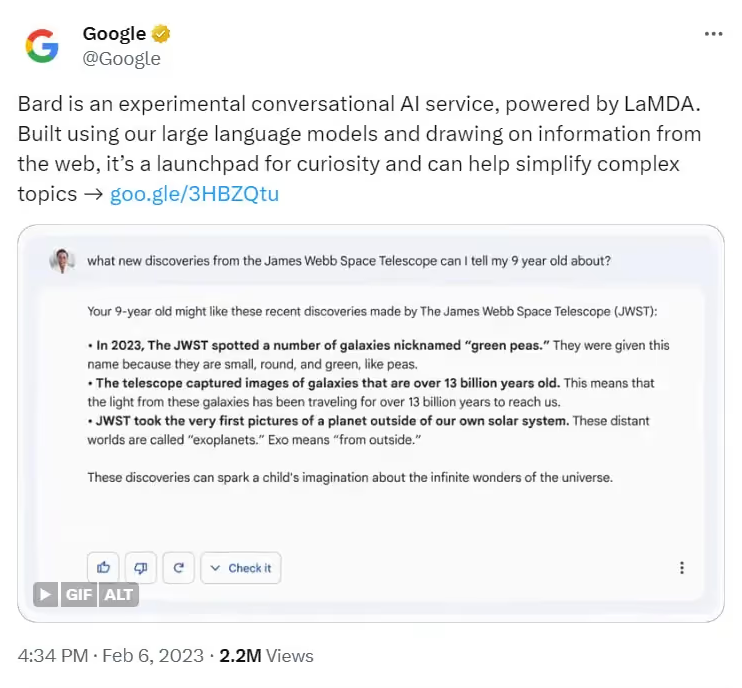 Google
@Google
Bard is an experimental conversational AI service, powered by LaMDA.
Built using our large language models and drawing on information from
the web, it’s a launchpad for curiosity and can help simplify complex
topics → goo.gle/3HBZQtu
what new discoveries from the James Webb Space Telescope can I tell my 9 year old about?
Your 9-year old might like these recent discoveries made by The James Webb Space Telescope (JWST):
• In 2023, The JWST spotted a number of galaxies nicknamed “green peas.” They were given this
name because they are small, round, and green, like peas.
• The telescope captured images of galaxies that are over 13 billion years old. This means that
the light from these galaxies has been traveling for over 13 billion years to reach us.
• JWST took the very first pictures of a planet outside of our own solar system. These distant
worlds are called “exoplanets.” Exo means “from outside.”
These discoveries can spark a child's imagination about the infinite wonders of the universe.
Check it
GIF ALT
4:34 PM · Feb 6, 2023 · 2.2M Views